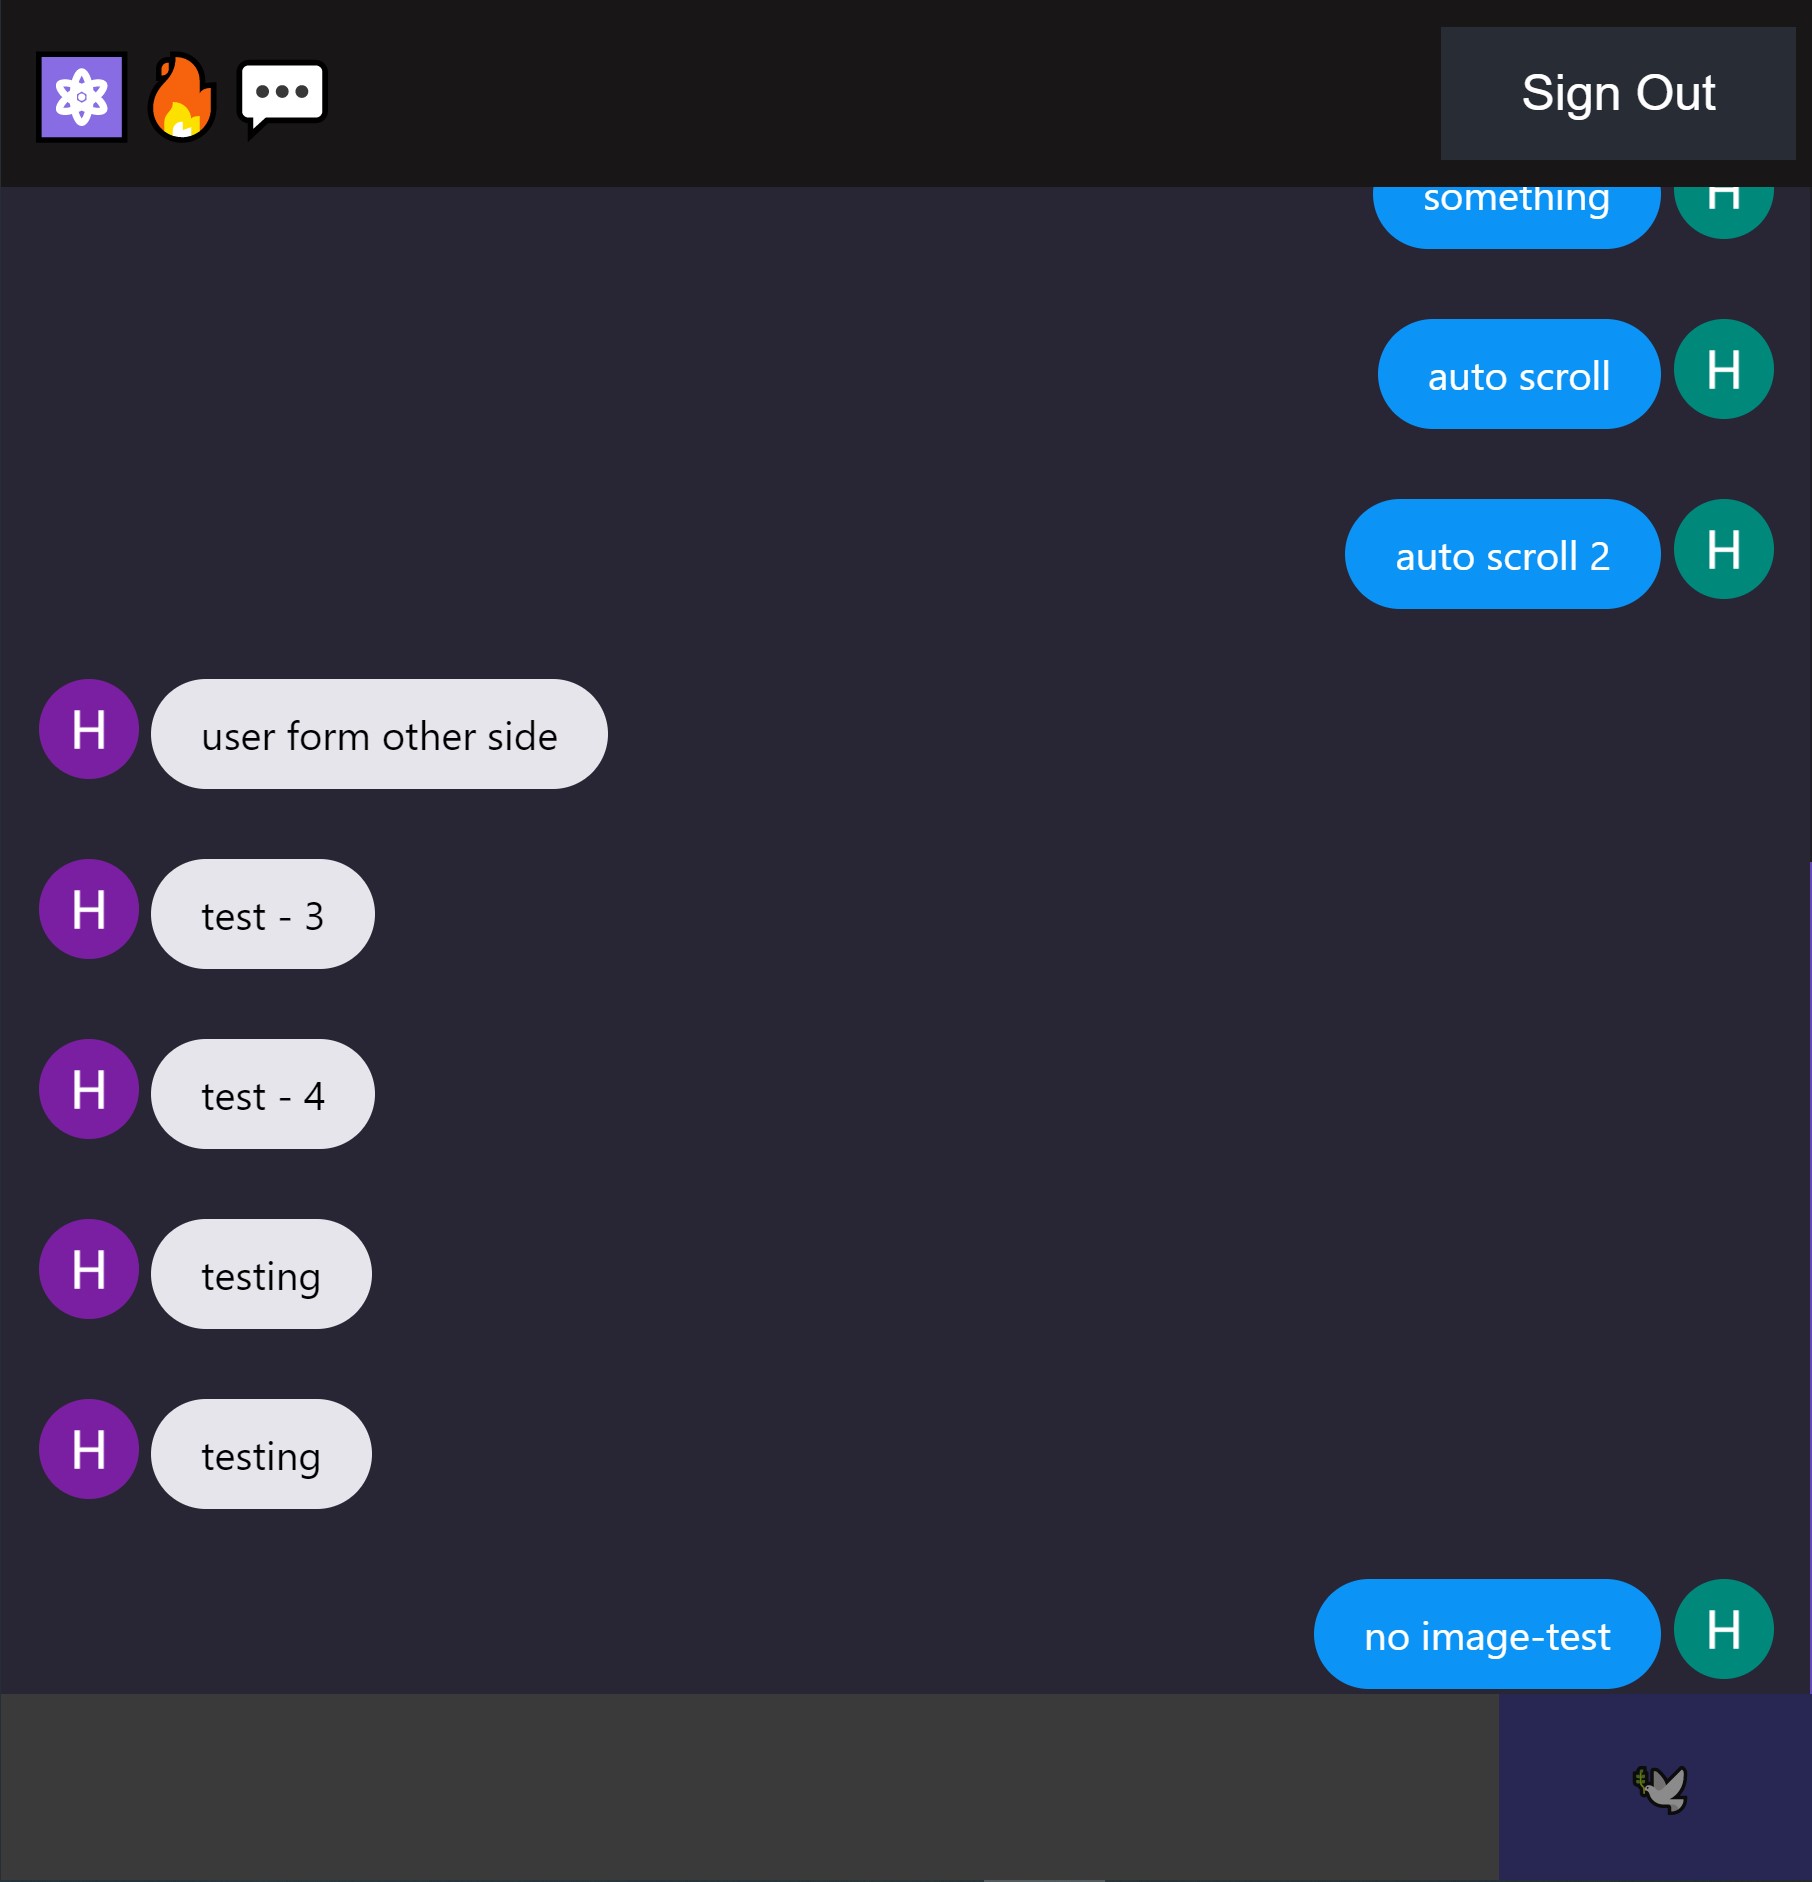 Sign Out
something
H
auto scroll
H
auto scroll 2
H
H
user form other side
H
test - 3
H
test - 4
H
testing
H
testing
no image-test
H